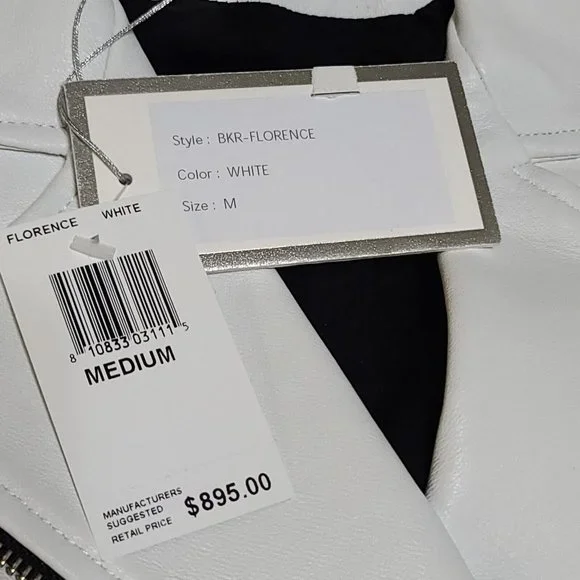 Style : BKR-FLORENCE
Color : WHITE
Size : M
FLORENCE WHITE
8 10833 03111 5
MEDIUM
MANUFACTURERS
SUGGESTED
RETAIL PRICE
$895.00